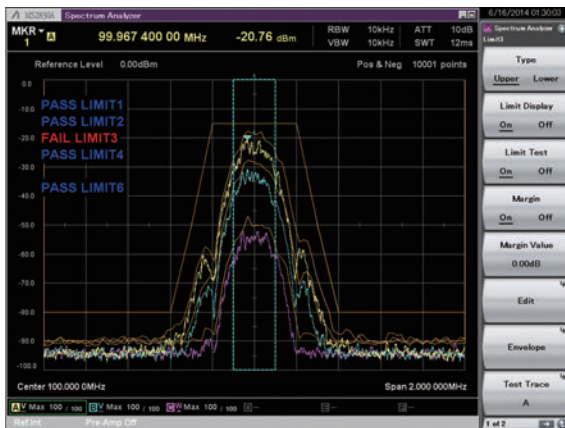 MS2830A Spectrum Analyzer
MKR 1 A 99.967 400 00 MHz -20.76 dBm
RBW 10kHz ATT 10dB
VBW 10kHz SWT 12ms
Reference Level 0.00dBm Pos & Neg 10001 points
0.0
-10.0
-20.0
-30.0
-40.0
-50.0
-60.0
-70.0
-80.0
-90.0
-100.0
PASS LIMIT1
PASS LIMIT2
FAIL LIMIT3
PASS LIMIT4
PASS LIMIT6
Center 100.000 0MHz Span 2.000 000MHz
A V Max 100 / 100 B V Max 100 / 100 C W Max 100 / 100
Ref.Int Pre-Amp Off
6/16/2014 01:30:03
Spectrum Analyzer
Limit3
Type
Upper Lower
Limit Display
On Off
Limit Test
On Off
Margin
On Off
Margin Value
0.00dB
Edit
Envelope
Test Trace
A
1 of 2